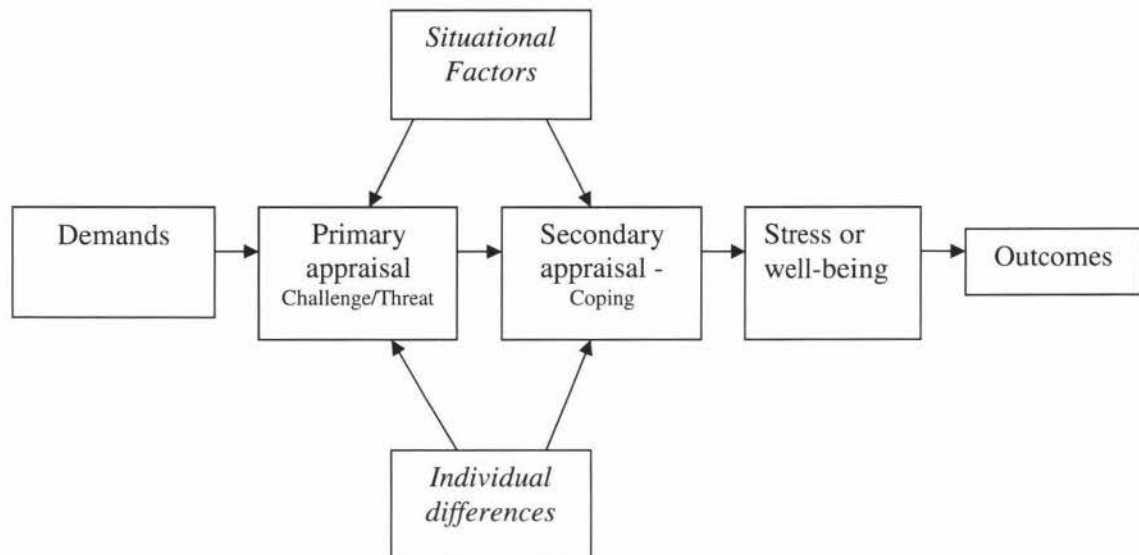 Situational
Factors
Demands
Primary
appraisal
Challenge/Threat
Secondary
appraisal -
Coping
Stress or
well-being
Outcomes
Individual
differences